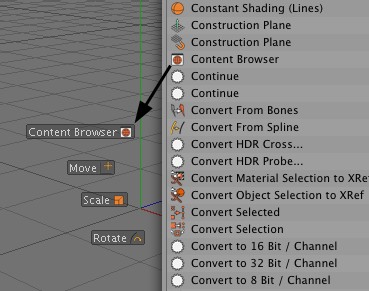 Constant Shading (Lines)
Construction Plane
Construction Plane
Content Browser
Continue
Continue
Convert From Bones
Convert From Spline
Convert HDR Cross...
Convert HDR Probe...
Convert Material Selection to XRef
Convert Object Selection to XRef
Convert Selected
Convert Selection
Convert to 16 Bit / Channel
Convert to 32 Bit / Channel
Convert to 8 Bit / Channel
Content Browser
Move
Scale
Rotate